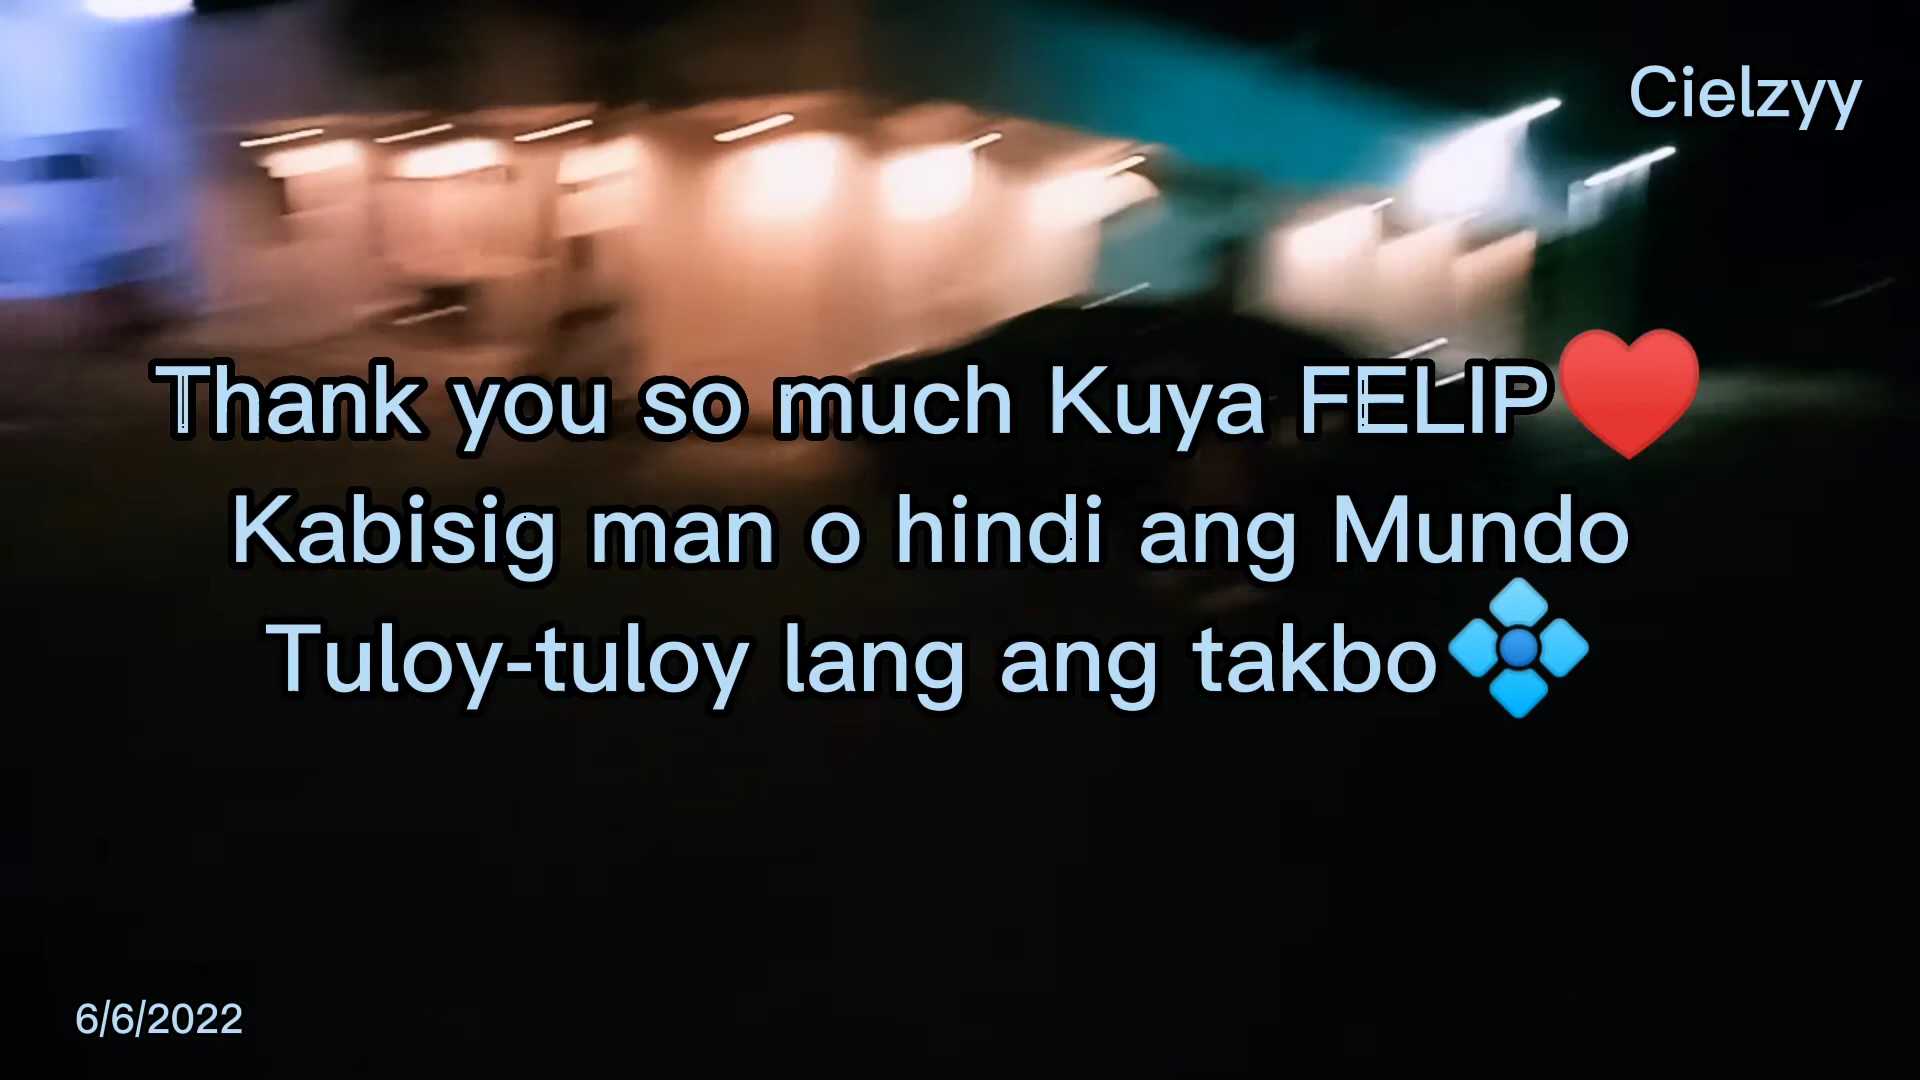 Cielzyy
Thank you so much Kuya FELIP♥️
Kabisig man o hindi ang Mundo
Tuloy-tuloy lang ang takbo💠
6/6/2022